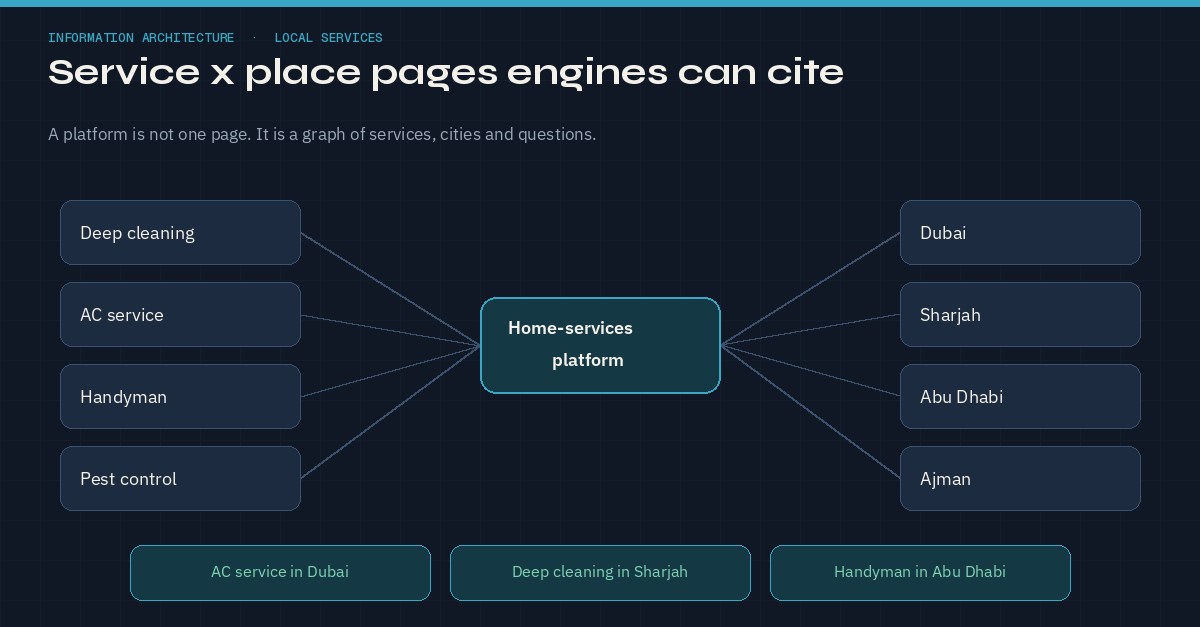 INFORMATION ARCHITECTURE · LOCAL SERVICES
Service x place pages engines can cite
A platform is not one page. It is a graph of services, cities and questions.
Deep cleaning
AC service
Handyman
Pest control
Home-services
platform
Dubai
Sharjah
Abu Dhabi
Ajman
AC service in Dubai
Deep cleaning in Sharjah
Handyman in Abu Dhabi